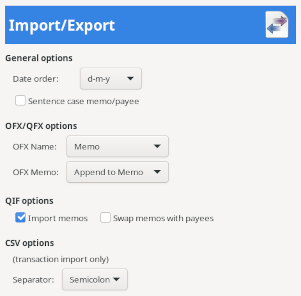 Import/Export
General options
Date order: d-m-y
Sentence case memo/payee
OFX/QFX options
OFX Name: Memo
OFX Memo: Append to Memo
QIF options
Import memos Swap memos with payees
CSV options
(transaction import only)
Separator: Semicolon